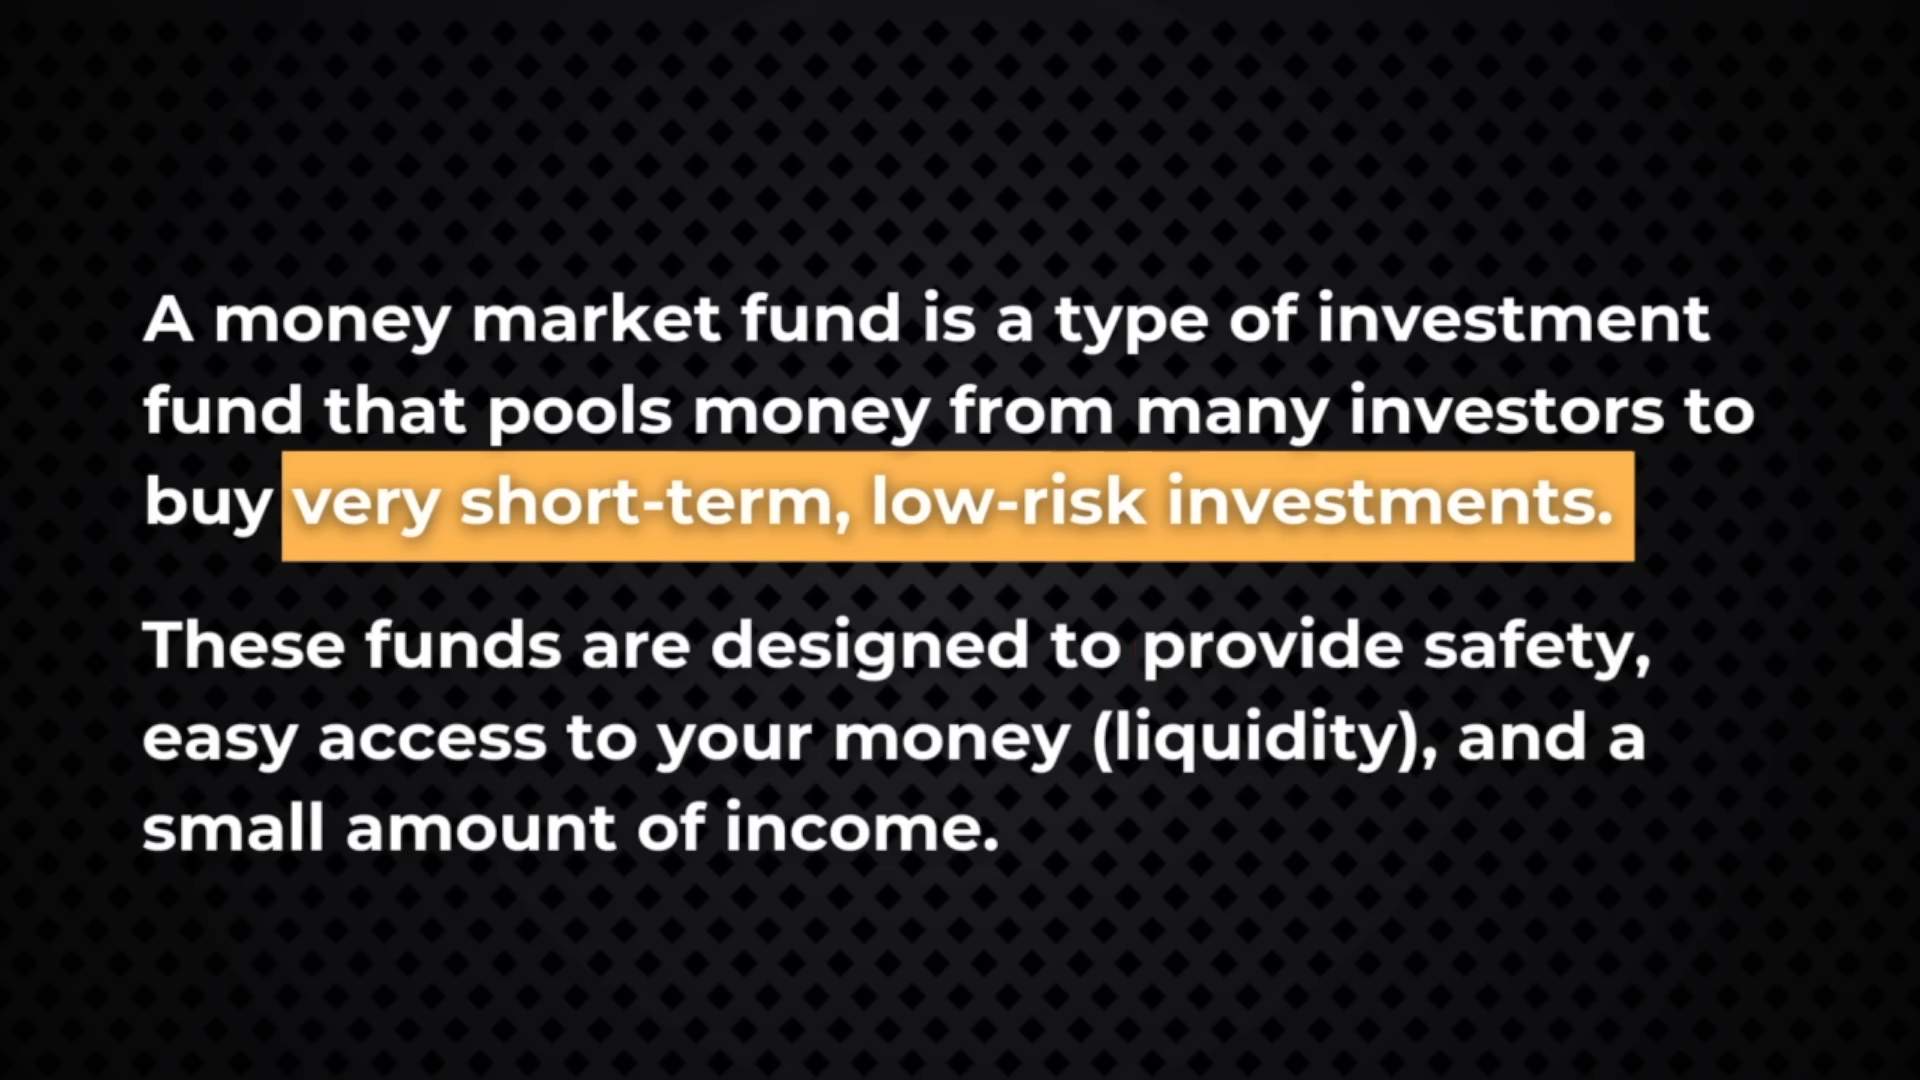 A money market fund is a type of investment
fund that pools money from many investors to
buy very short-term, low-risk investments.
These funds are designed to provide safety,
easy access to your money (liquidity), and a
small amount of income.